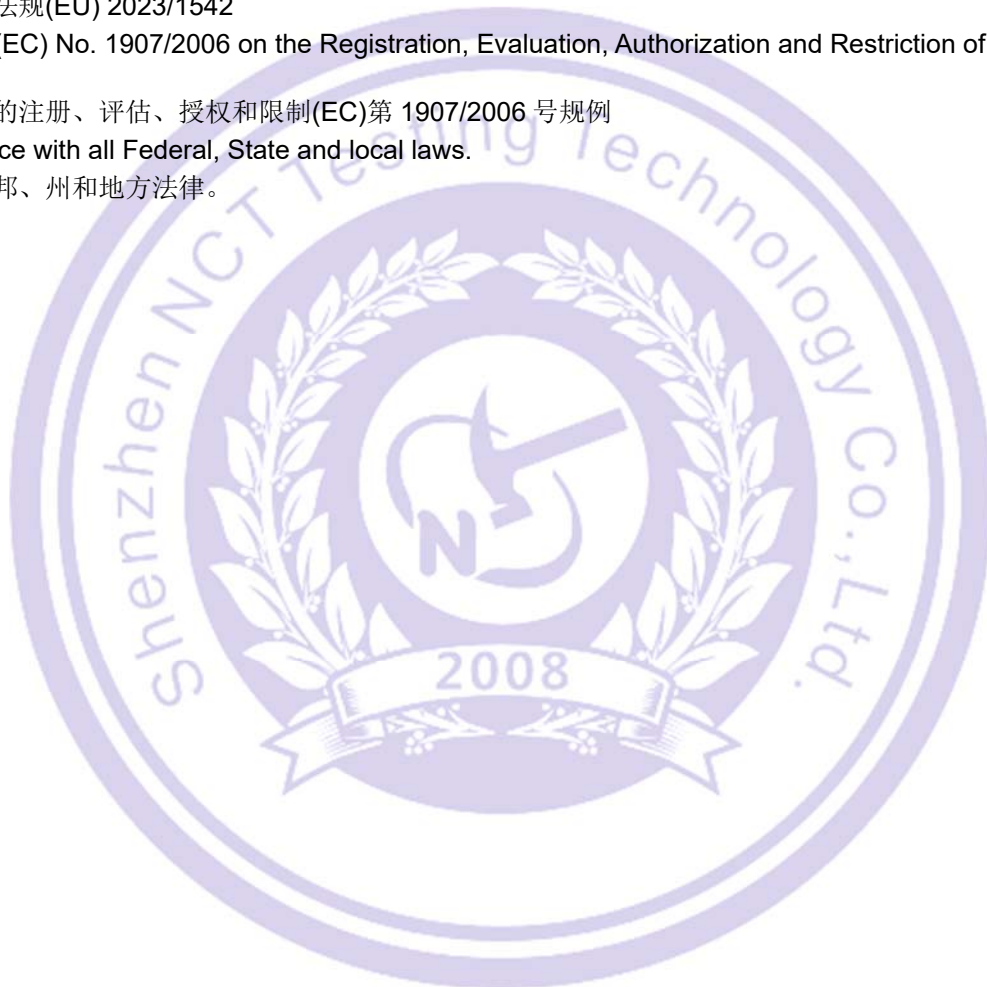 法规(EU) 2023/1542
(EC) No. 1907/2006 on the Registration, Evaluation, Authorization and Restriction of
的注册、评估、授权和限制(EC)第 1907/2006 号规例
ce with all Federal, State and local laws.
邦、州和地方法律。
Shenzhen NCT Testing Technology Co.,Ltd.
N
2008